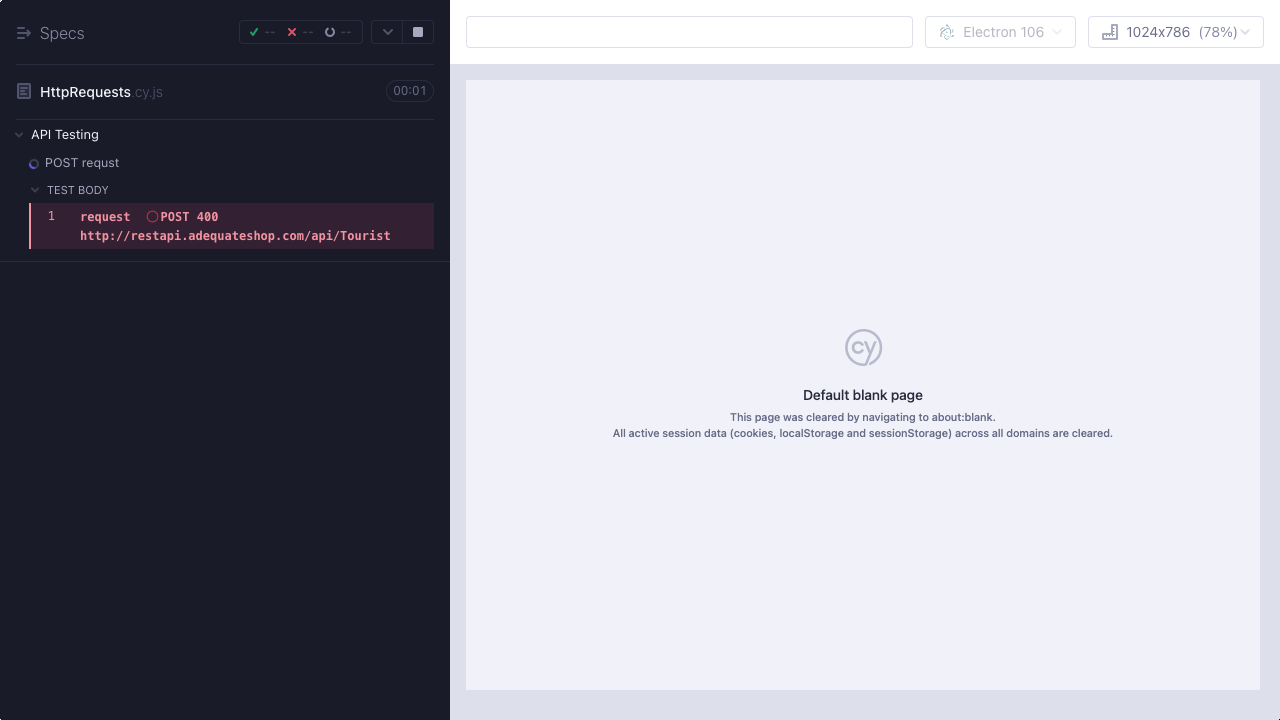 Specs
-- -- --
HttpRequests.cy.js
00:01
API Testing
POST requst
TEST BODY
1 request POST 400
http://restapi.adequateshop.com/api/Tourist
Electron 106
1024x786 (78%)
cy
Default blank page
This page was cleared by navigating to about:blank.
All active session data (cookies, localStorage and sessionStorage) across all domains are cleared.